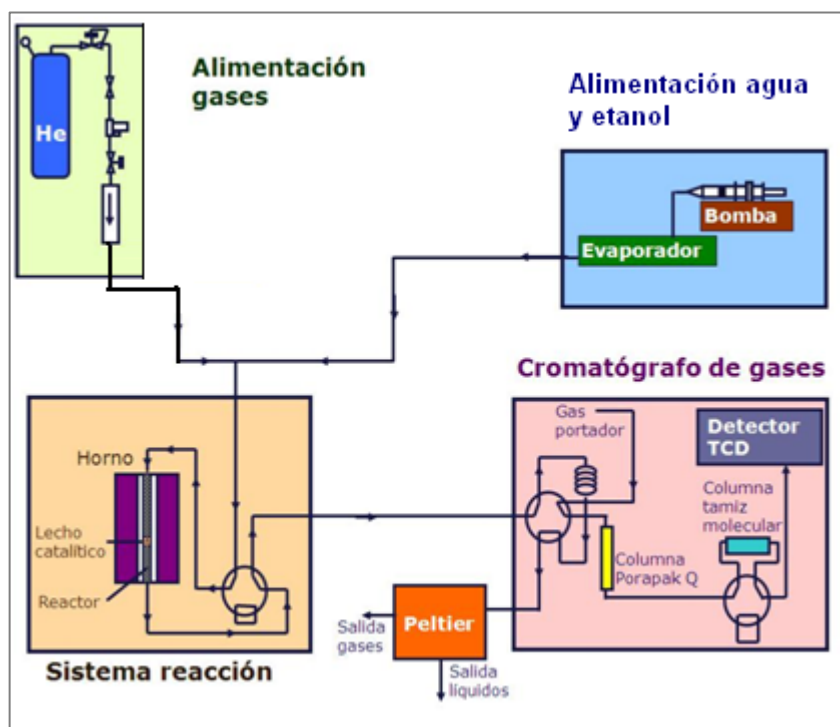 Alimentación
gases
He
Alimentación agua
y etanol
Bomba
Evaporador
Cromatógrafo de gases
Gas
portador
Detector
TCD
Columna
tamiz
molecular
Columna
Porapak Q
Horno
Lecho
catalítico
Reactor
Sistema reacción
Peltier
Salida
gases
Salida
líquidos